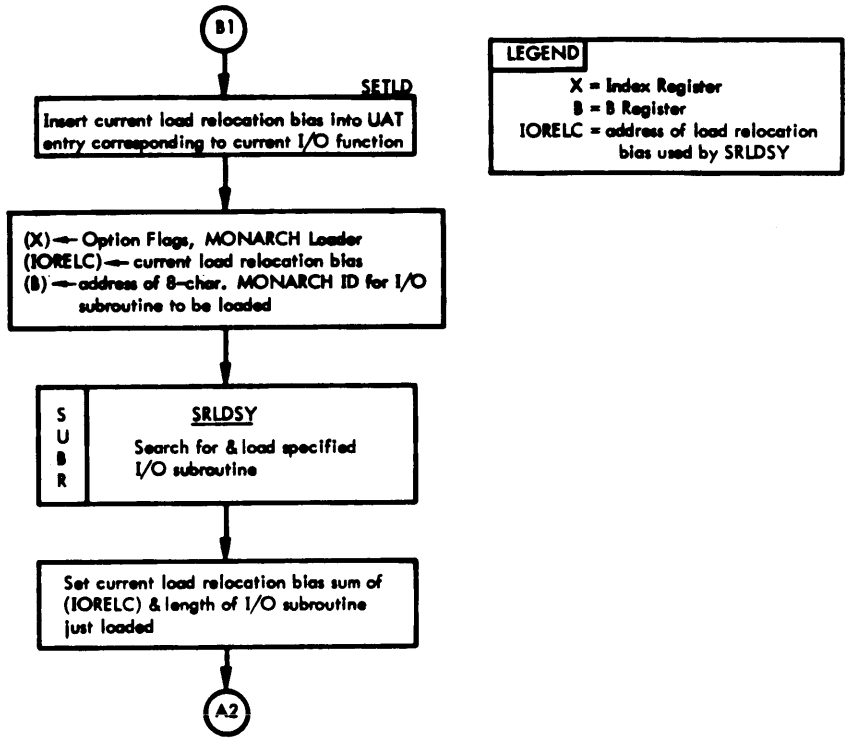 B1
SETLD
Insert current load relocation bias into UAT
entry corresponding to current I/O function
(X)← Option Flags, MONARCH Loader
(IORELC)← current load relocation bias
(B)←address of 8-char. MONARCH ID for I/O
subroutine to be loaded
S
U
B
R
SRLDSY
Search for & load specified
I/O subroutine
Set current load relocation bias sum of
(IORELC) & length of I/O subroutine
just loaded
A2
LEGEND
X = Index Register
B = B Register
IORELC = address of load relocation
bias used by SRLDSY